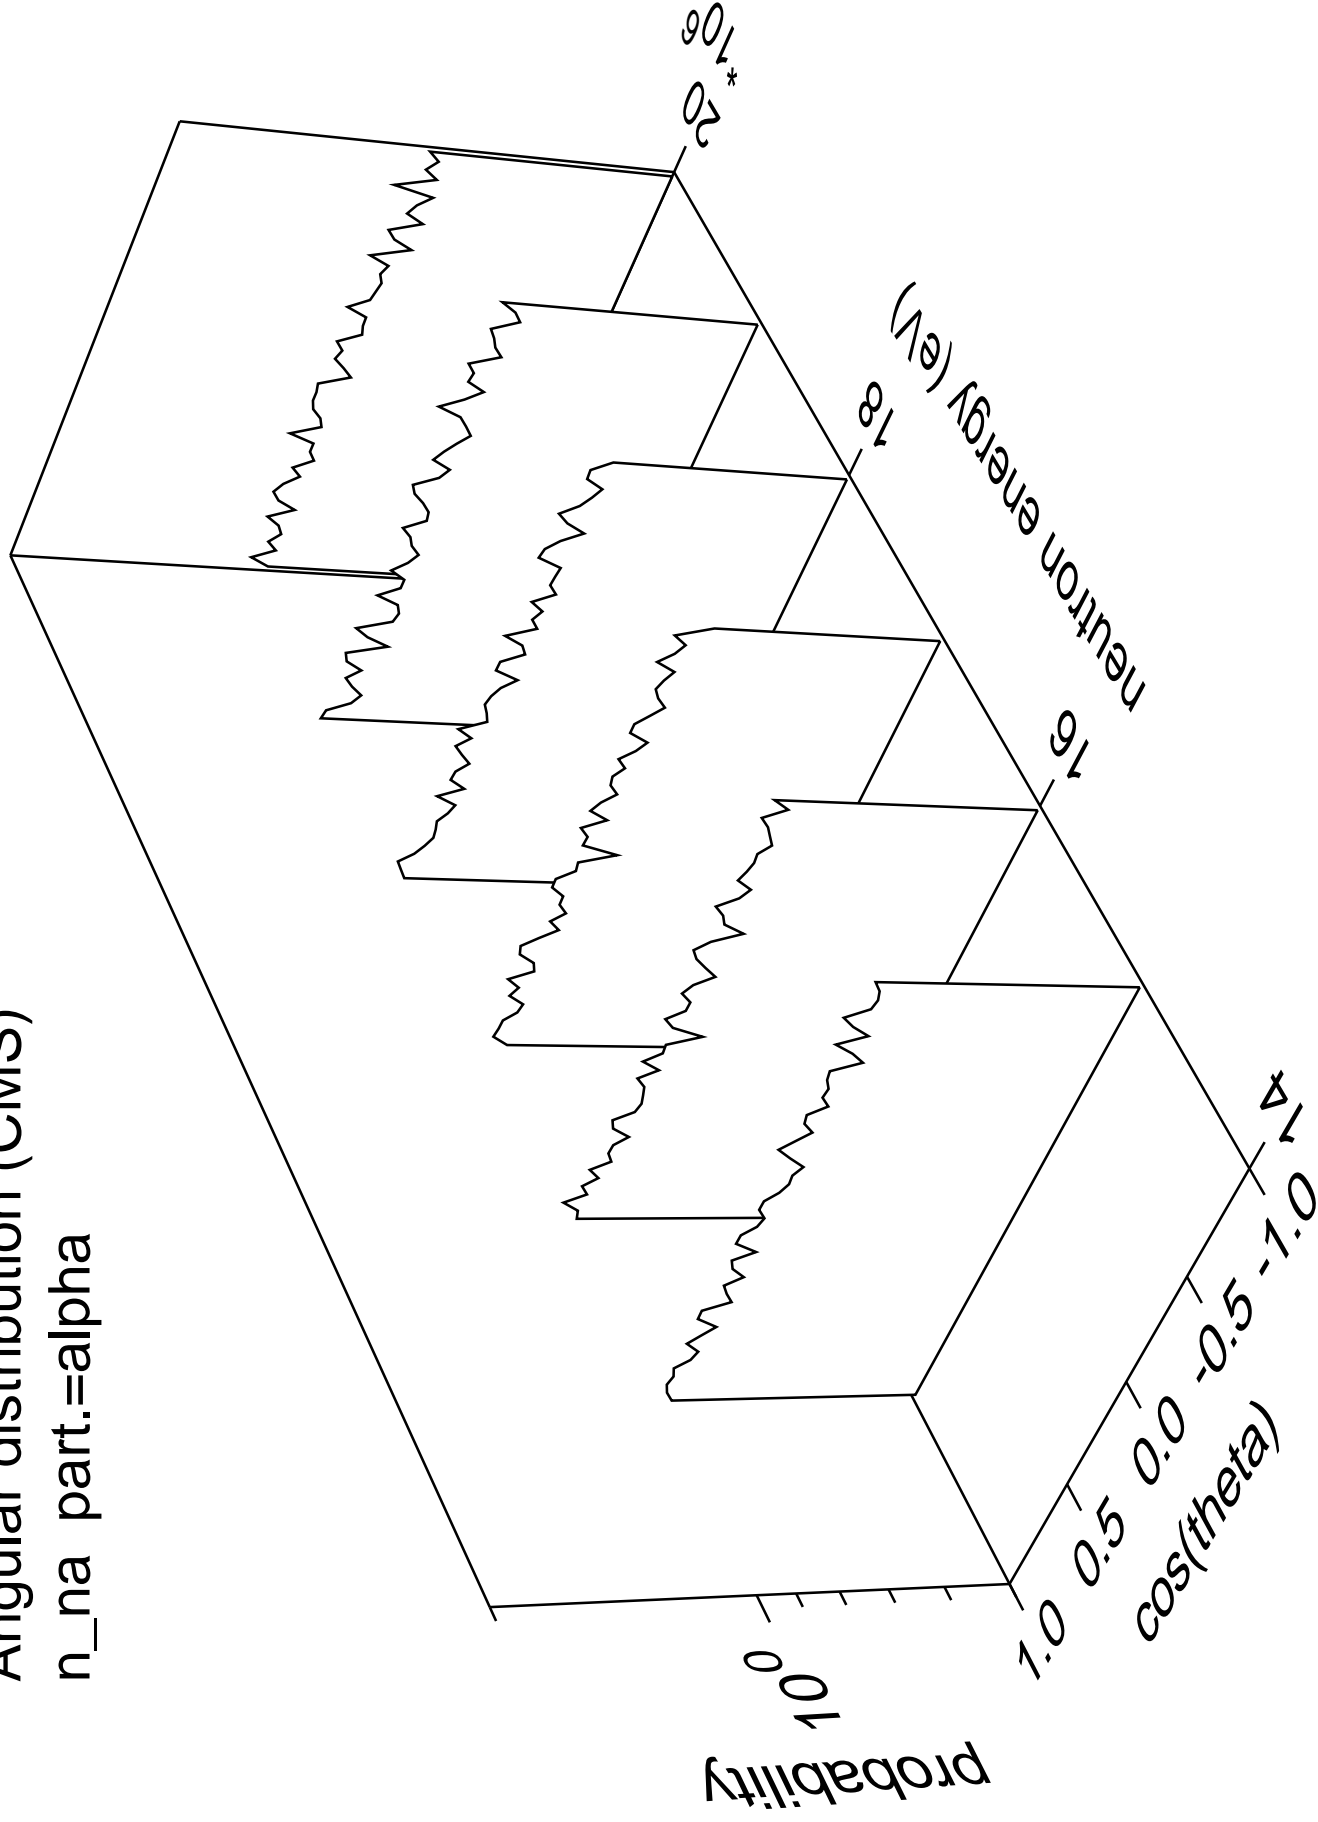 Angular distribution (CMS)
n_na part.=alpha
probability
10 0
1.0 0.5 0.0 -0.5 -1.0
cos(theta)
14 16 18 20 * 10 6
neutron energy (eV)